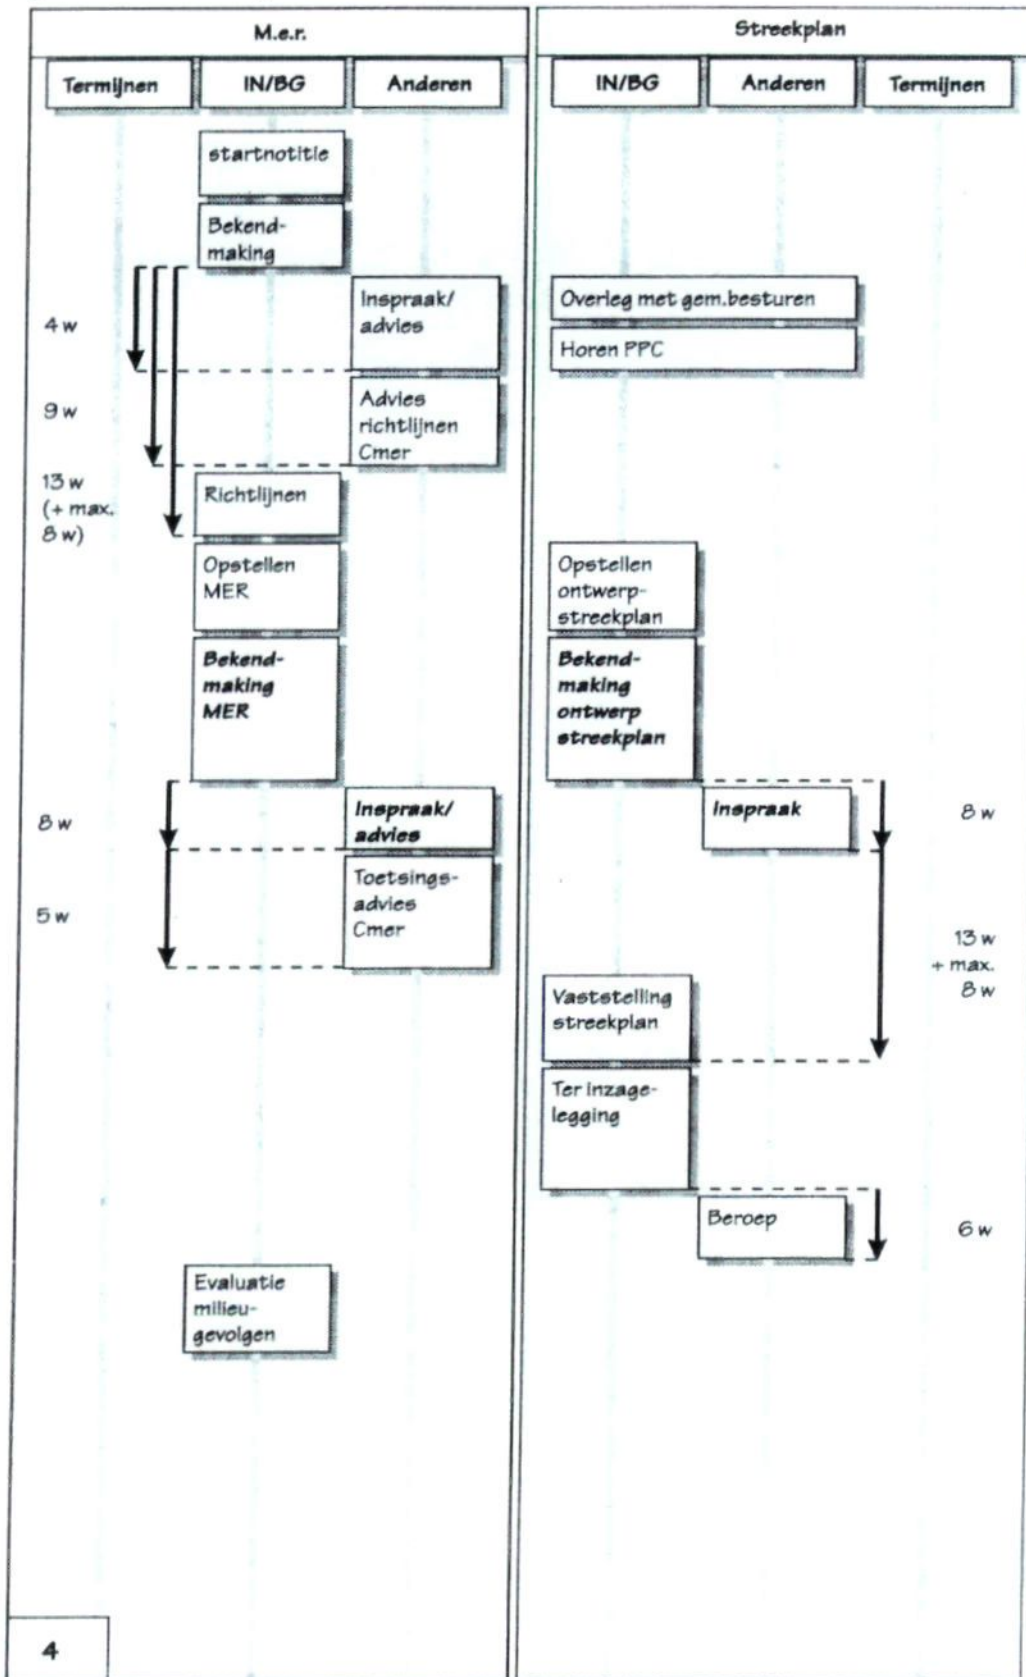 M.e.r.
Termijnen
IN/BG
Anderen
startnotitie
Bekend-
making
4 w
Inspraak/
advies
9 w
Advies
richtlijnen
Cmer
13 w
(+ max.
8 w)
Richtlijnen
Opstellen
MER
Bekend-
making
MER
8 w
Inspraak/
advies
5 w
Toetsings-
advies
Cmer
Evaluatie
milieu-
gevolgen
4
Streekplan
IN/BG
Anderen
Termijnen
Overleg met gem.besturen
Horen PPC
Opstellen
ontwerp-
streekplan
Bekend-
making
ontwerp
streekplan
Inspraak
8 w
13 w
+ max.
8 w
Vaststelling
streekplan
Ter inzage-
legging
Beroep
6 w